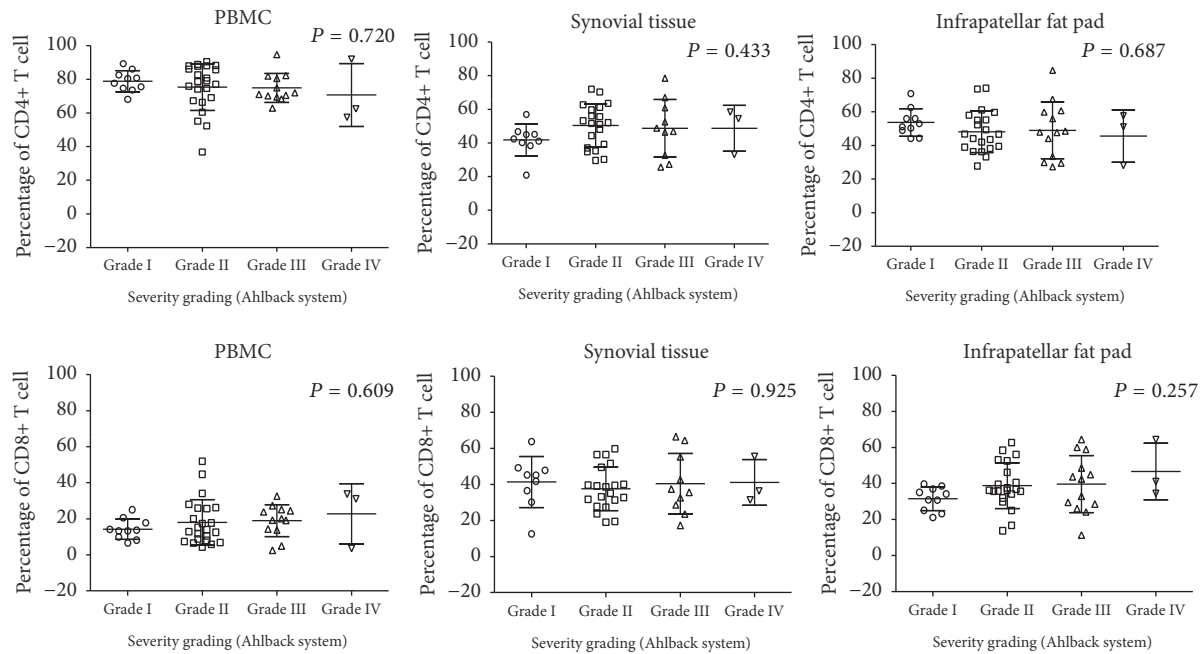 PBMC
P = 0.720
Percentage of CD4+ T cell
100
80
60
40
20
0
−20
Grade I Grade II Grade III Grade IV
Severity grading (Ahlback system)
Synovial tissue
P = 0.433
Percentage of CD4+ T cell
100
80
60
40
20
0
−20
Grade I Grade II Grade III Grade IV
Severity grading (Ahlback system)
Infrapatellar fat pad
P = 0.687
Percentage of CD4+ T cell
100
80
60
40
20
0
−20
Grade I Grade II Grade III Grade IV
Severity grading (Ahlback system)
PBMC
P = 0.609
Percentage of CD8+ T cell
100
80
60
40
20
0
−20
Grade I Grade II Grade III Grade IV
Severity grading (Ahlback system)
Synovial tissue
P = 0.925
Percentage of CD8+ T cell
100
80
60
40
20
0
−20
Grade I Grade II Grade III Grade IV
Severity grading (Ahlback system)
Infrapatellar fat pad
P = 0.257
Percentage of CD8+ T cell
100
80
60
40
20
0
−20
Grade I Grade II Grade III Grade IV
Severity grading (Ahlback system)